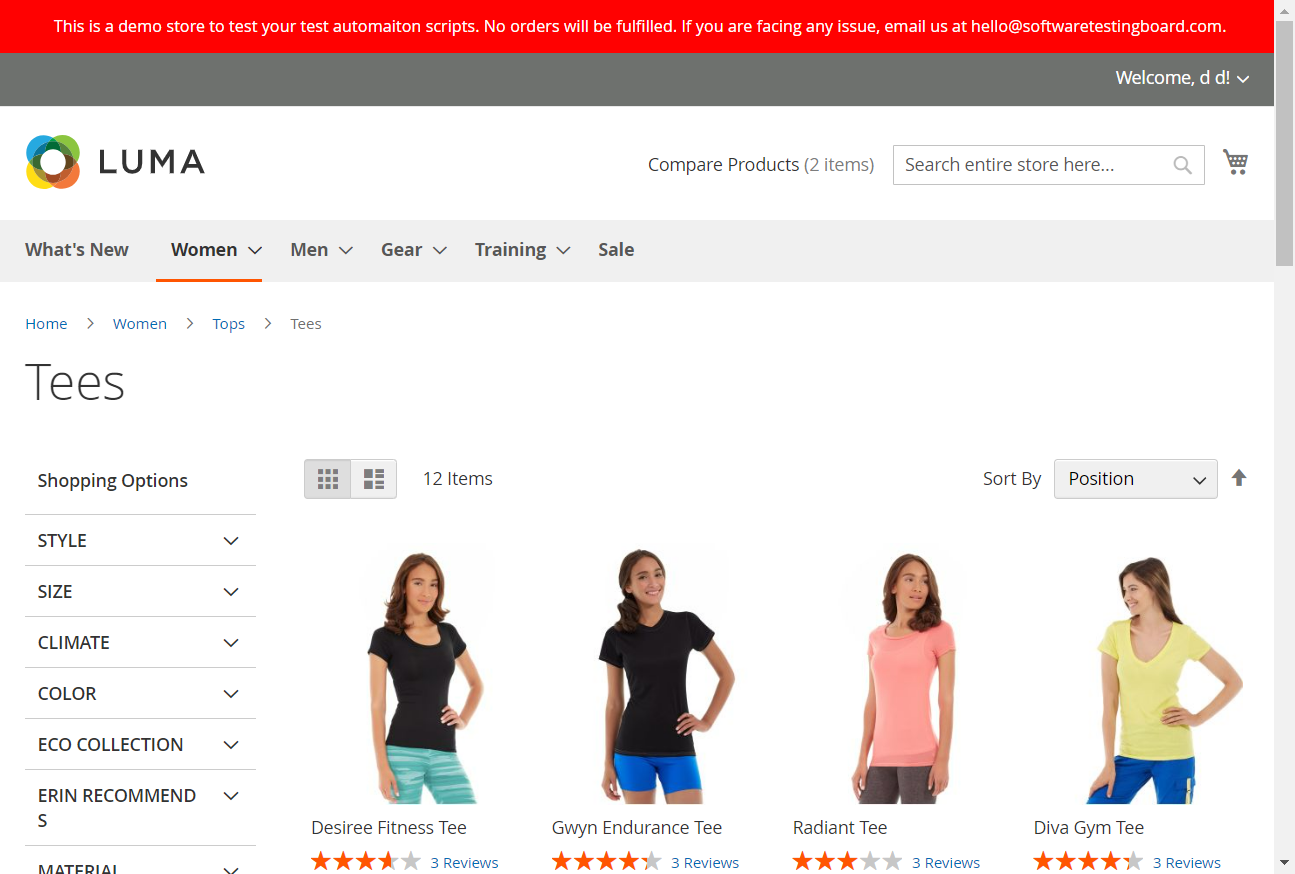 This is a demo store to test your test automaiton scripts. No orders will be fulfilled. If you are facing any issue, email us at hello@softwaretestingboard.com.
Welcome, d d!
LUMA
Compare Products (2 items)
Search entire store here...
What's New
Women
Men
Gear
Training
Sale
Home
Women
Tops
Tees
Tees
Shopping Options
12 Items
Sort By
Position
STYLE
SIZE
CLIMATE
COLOR
ECO COLLECTION
ERIN RECOMMEND
S
MATERIAL
Desiree Fitness Tee
3 Reviews
Gwyn Endurance Tee
3 Reviews
Radiant Tee
3 Reviews
Diva Gym Tee
3 Reviews